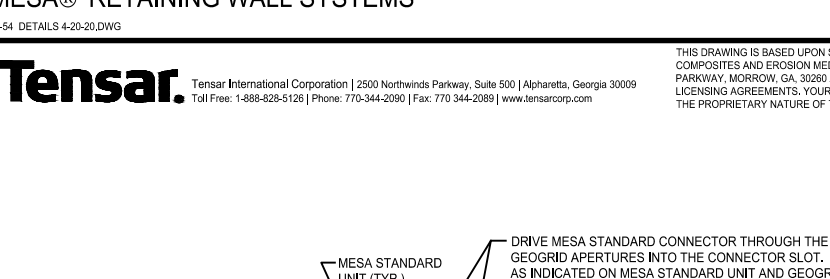 MESA® RETAINING WALL SYSTEMS
-54 DETAILS 4-20-20.DWG
Tensar.
Tensar International Corporation | 2500 Northwinds Parkway, Suite 500 | Alpharetta, Georgia 30009
Toll Free: 1-888-828-5126 | Phone: 770-344-2090 | Fax: 770 344-2089 | www.tensarcorp.com
THIS DRAWING IS BASED UPON
COMPOSITES AND EROSION
PARKWAY, MORROW, GA, 30260
LICENSING AGREEMENTS. YOUR
THE PROPRIETARY NATURE OF
MESA STANDARD
UNIT (TYP.)
DRIVE MESA STANDARD CONNECTOR THROUGH THE
GEOGRID APERTURES INTO THE CONNECTOR SLOT.
AS INDICATED ON MESA STANDARD UNIT AND